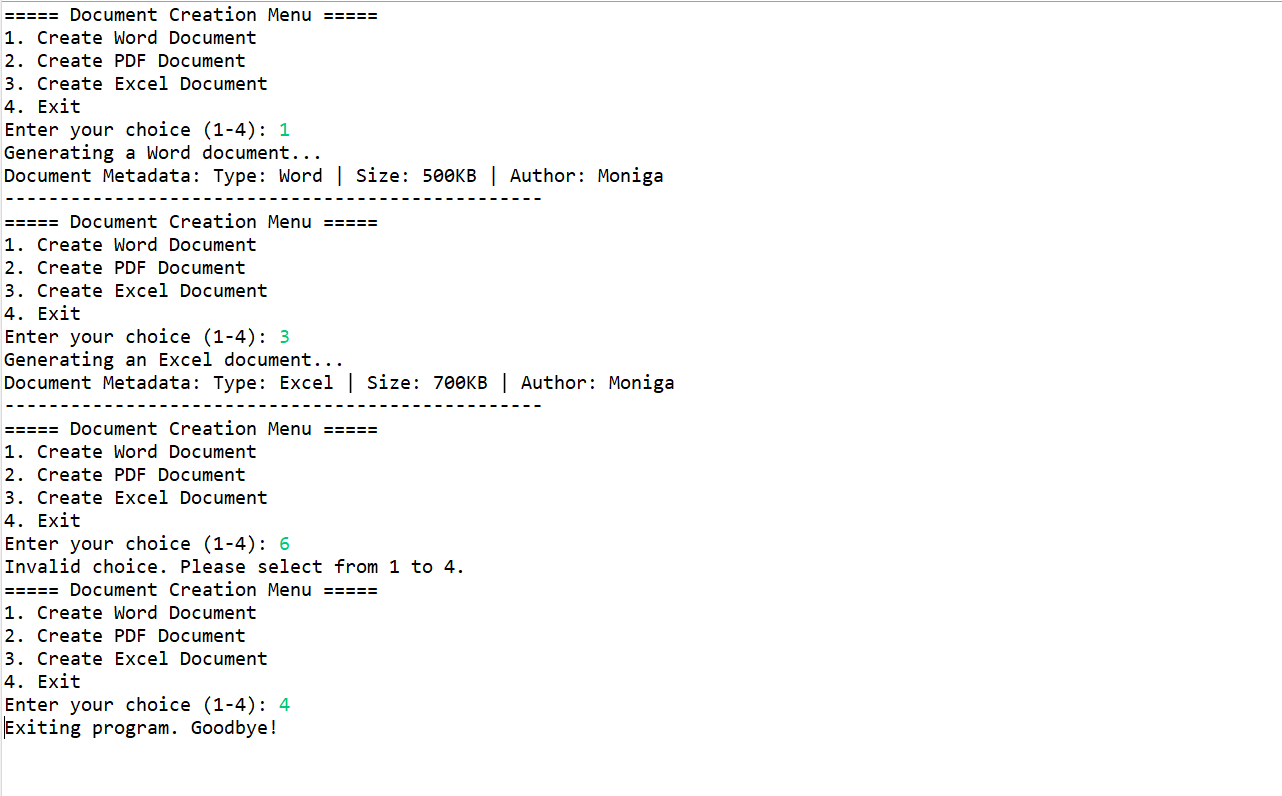 ===== Document Creation Menu =====
1. Create Word Document
2. Create PDF Document
3. Create Excel Document
4. Exit
Enter your choice (1-4): 1
Generating a Word document...
Document Metadata: Type: Word | Size: 500KB | Author: Moniga
-------------------------------------------------
===== Document Creation Menu =====
1. Create Word Document
2. Create PDF Document
3. Create Excel Document
4. Exit
Enter your choice (1-4): 3
Generating an Excel document...
Document Metadata: Type: Excel | Size: 700KB | Author: Moniga
-------------------------------------------------
===== Document Creation Menu =====
1. Create Word Document
2. Create PDF Document
3. Create Excel Document
4. Exit
Enter your choice (1-4): 6
Invalid choice. Please select from 1 to 4.
===== Document Creation Menu =====
1. Create Word Document
2. Create PDF Document
3. Create Excel Document
4. Exit
Enter your choice (1-4): 4
Exiting program. Goodbye!